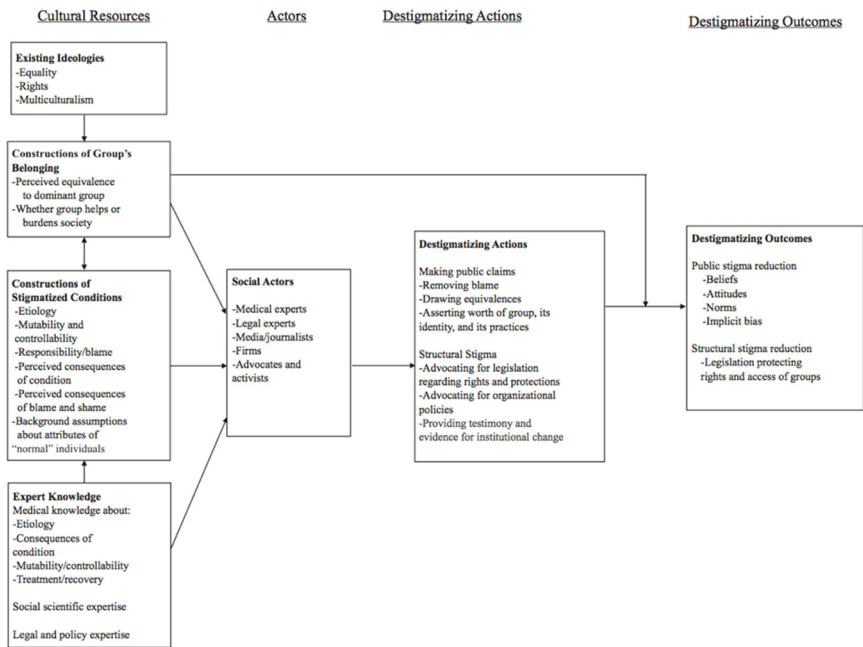 Cultural Resources
Actors
Destigmatizing Actions
Destigmatizing Outcomes
Existing Ideologies
-Equality
-Rights
-Multiculturalism
Constructions of Group's
Belonging
-Perceived equivalence
to dominant group
-Whether group helps or
burdens society
Constructions of
Stigmatized Conditions
-Etiology
-Mutability and
controllability
-Responsibility/blame
-Perceived consequences
of condition
-Perceived consequences
of blame and shame
-Background assumptions
about attributes of
"normal" individuals
Expert Knowledge
Medical knowledge about:
-Etiology
-Consequences of
condition
-Mutability/controllability
-Treatment/recovery
Social scientific expertise
Legal and policy expertise
Social Actors
-Medical experts
-Legal experts
-Media/journalists
-Firms
-Advocates and
activists
Destigmatizing Actions
Making public claims
-Removing blame
-Drawing equivalences
-Asserting worth of group, its
identity, and its practices
Structural Stigma
-Advocating for legislation
regarding rights and protections
-Advocating for organizational
policies
-Providing testimony and
evidence for institutional change
Destigmatizing Outcomes
Public stigma reduction
-Beliefs
-Attitudes
-Norms
-Implicit bias
Structural stigma reduction
-Legislation protecting
rights and access of groups